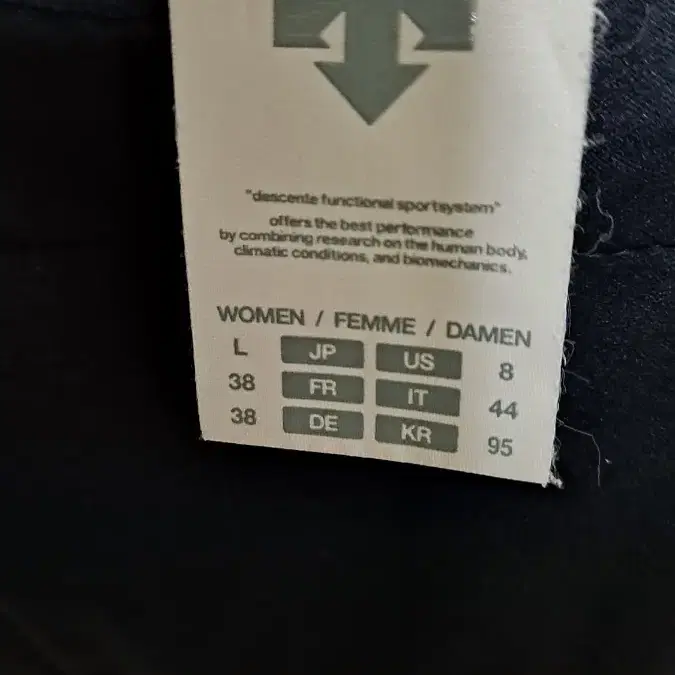 "descente functional sportsystem"
offers the best performance
by combining research on the human body,
climatic conditions, and biomechanics.
WOMEN / FEMME / DAMEN
L JP US 8
38 FR IT 44
38 DE KR 95